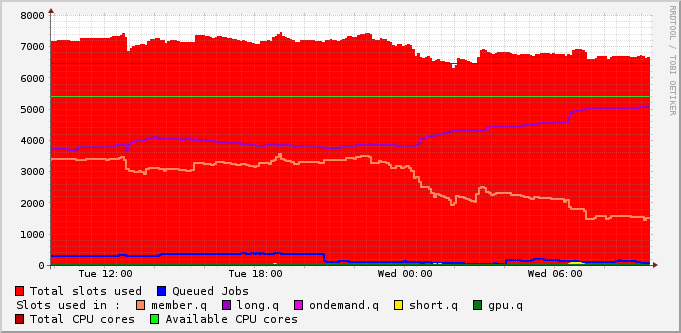 8000
7000
6000
5000
4000
3000
2000
1000
0
Tue 12:00 Tue 18:00 Wed 00:00 Wed 06:00
Total slots used Queued Jobs
Slots used in : member.q long.q ondemand.q short.q gpu.q
Total CPU cores Available CPU cores
RRDTOOL / TOBI OETIKER